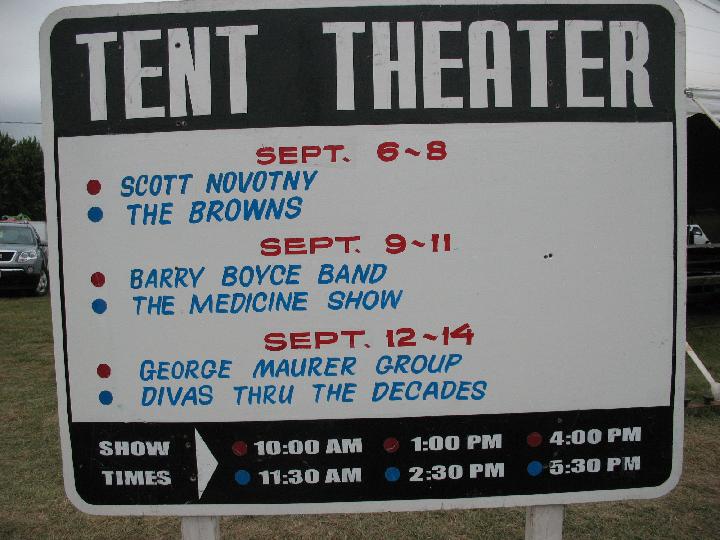 TENT THEATER
SEPT. 6~8
SCOTT NOVOTNY
THE BROWNS
SEPT. 9~11
BARRY BOYCE BAND
THE MEDICINE SHOW
SEPT. 12~14
GEORGE MAURER GROUP
DIVAS THRU THE DECADES
SHOW TIMES
10:00 AM 1:00 PM 4:00 PM
11:30 AM 2:30 PM 5:30 PM